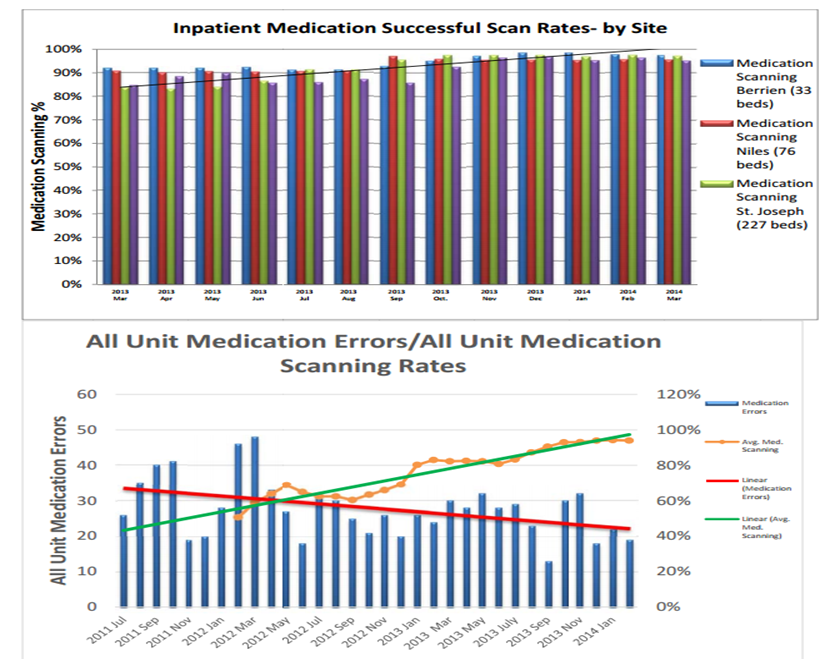 Inpatient Medication Successful Scan Rates- by Site
100%
90%
80%
70%
60%
50%
40%
30%
20%
10%
0%
Medication Scanning %
2013 Mar
2013 Apr
2013 May
2013 Jun
2013 Jul
2013 Aug
2013 Sep
2013 Oct.
2013 Nov
2013 Dec
2014 Jan
2014 Feb
2014 Mar
Medication
Scanning
Berrien (33
beds)
Medication
Scanning
Niles (76
beds)
Medication
Scanning
St. Joseph
(227 beds)
All Unit Medication Errors/All Unit Medication
Scanning Rates
60
50
40
30
20
10
0
All Unit Medication Errors
120%
100%
80%
60%
40%
20%
0%
2011 Jul
2011 Sep
2011 Nov
2012 Jan
2012 Mar
2012 May
2012 Jul
2012 Sep
2012 Nov
2013 Jan
2013 Mar
2013 May
2013 July
2013 Sep
2013 Nov
2014 Jan
Medication
Errors
Avg. Med.
Scanning
Linear
(Medication
Errors)
Linear (Avg.
Med.
Scanning)